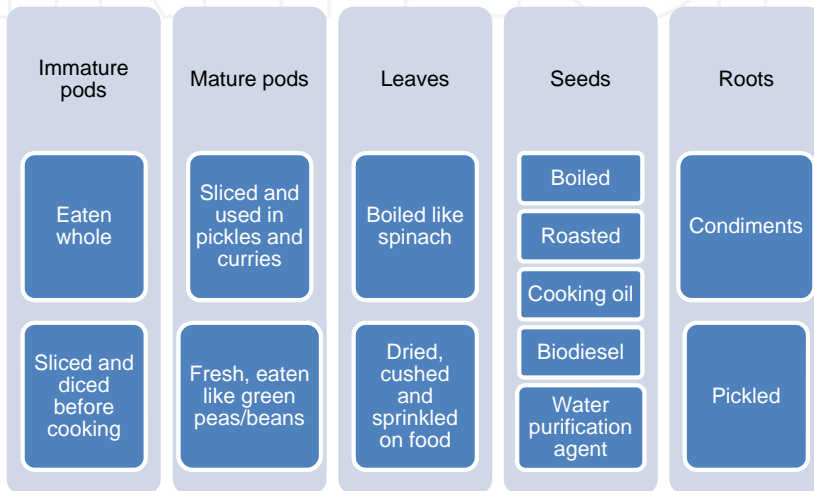 Immature
pods
Eaten
whole
Sliced and
diced
before
cooking
Mature pods
Sliced and
used in
pickles and
curries
Fresh, eaten
like green
peas/beans
Leaves
Boiled like
spinach
Dried,
cushed
and
sprinkled
on food
Seeds
Boiled
Roasted
Cooking oil
Biodiesel
Water
purification
agent
Roots
Condiments
Pickled